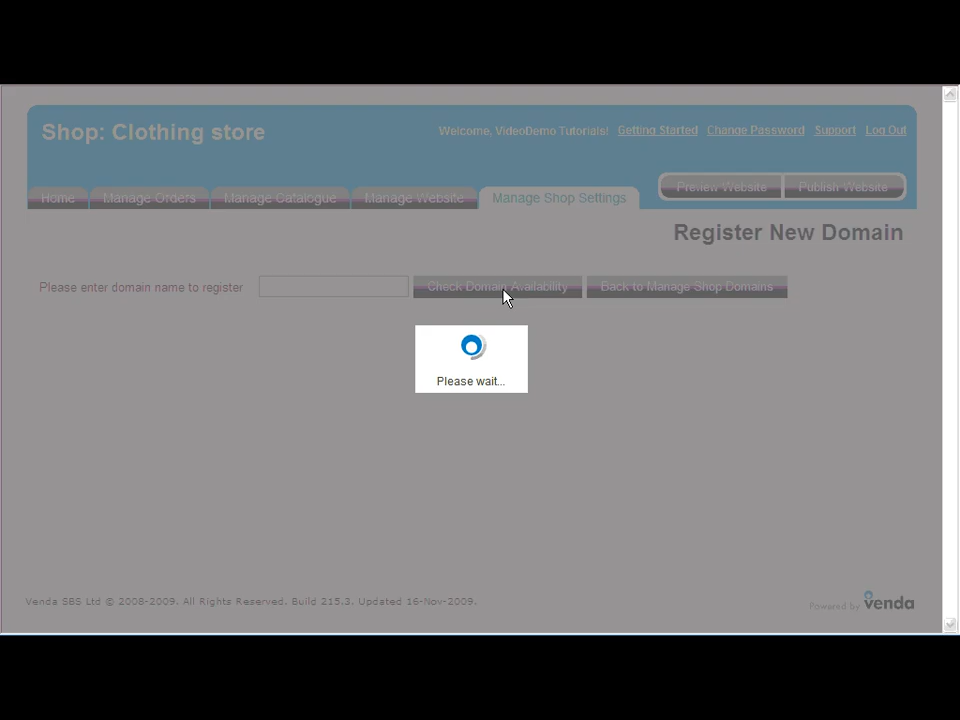 Shop: Clothing store
Welcome, VideoDemo Tutorials! Getting Started Change Password Support Log Out
Preview Website Publish Website
Home Manage Orders Manage Catalogue Manage Website Manage Shop Settings
Register New Domain
Please enter domain name to register Check Domain Availability Back to Manage Shop Domains
Please wait...
Venda SBS Ltd © 2008-2009. All Rights Reserved, Build 215.3. Updated 16-Nov-2009.
Powered by venda